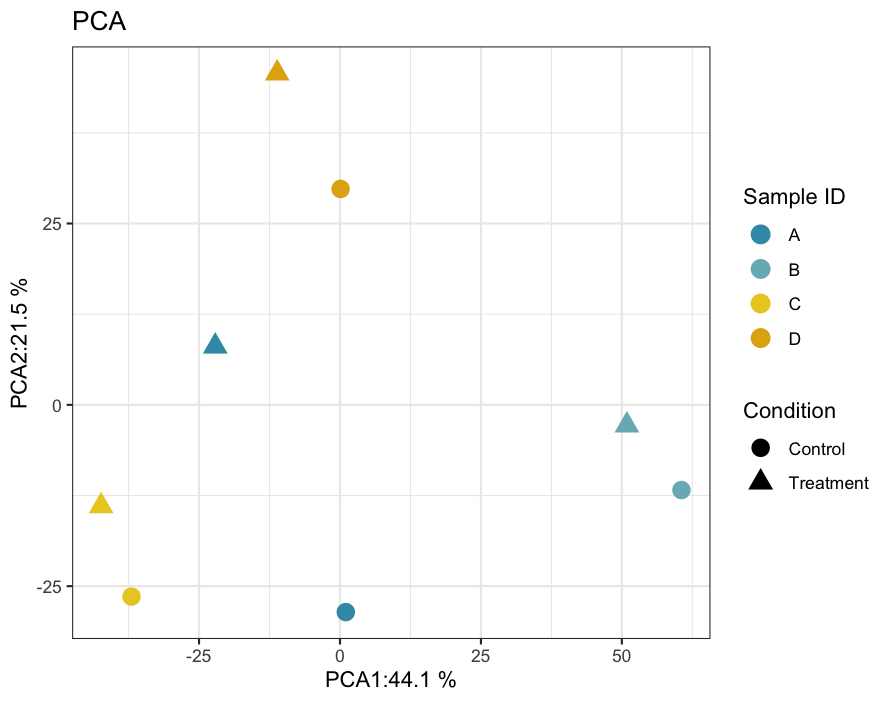 PCA
25
0
-25
-25
0
25
50
PCA1:44.1 %
PCA2:21.5 %
Sample ID
A
B
C
D
Condition
Control
Treatment